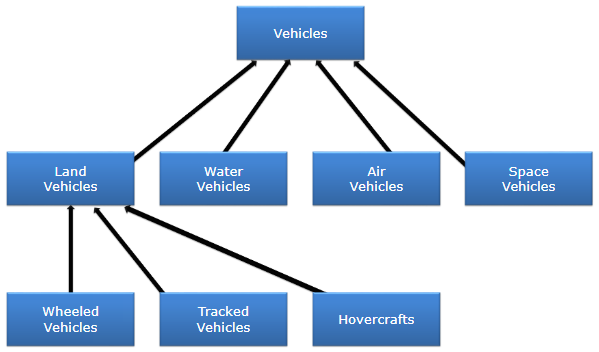 Vehicles
Land
Vehicles
Water
Vehicles
Air
Vehicles
Space
Vehicles
Wheeled
Vehicles
Tracked
Vehicles
Hovercrafts